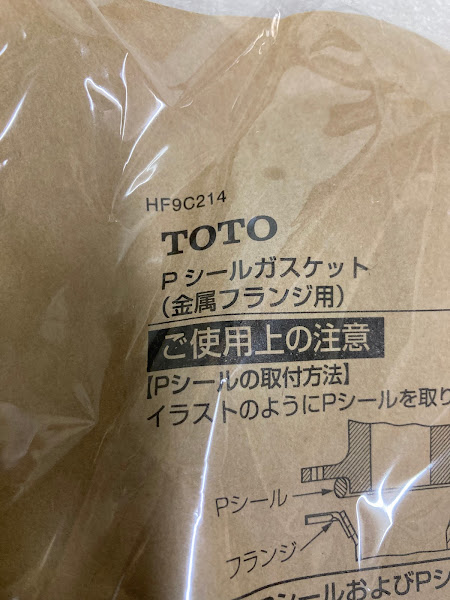 HF9C214
TOTO
Pシールガスケット
(金属フランジ用)
ご使用上の注意
【Pシールの取付方法】
イラストのようにPシールを取り
Pシール
フランジ
シールおよびPシ